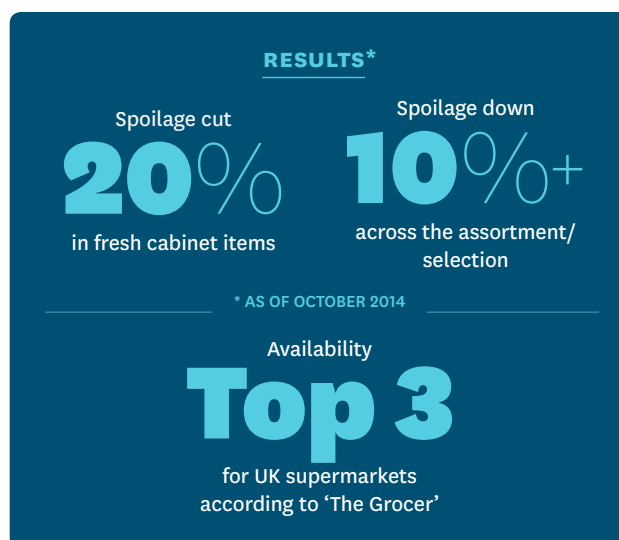 RESULTS*
Spoilage cut
20%
in fresh cabinet items
Spoilage down
10%+
across the assortment/
selection
* AS OF OCTOBER 2014
Availability
Top 3
for UK supermarkets
according to ‘The Grocer’